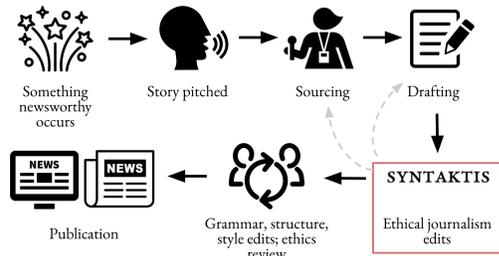 Something
newsworthy
occurs
Story pitched
Sourcing
Drafting
NEWS
NEWS
Publication
Grammar, structure,
style edits; ethics
review
SYNTAKTIS
Ethical journalism
edits